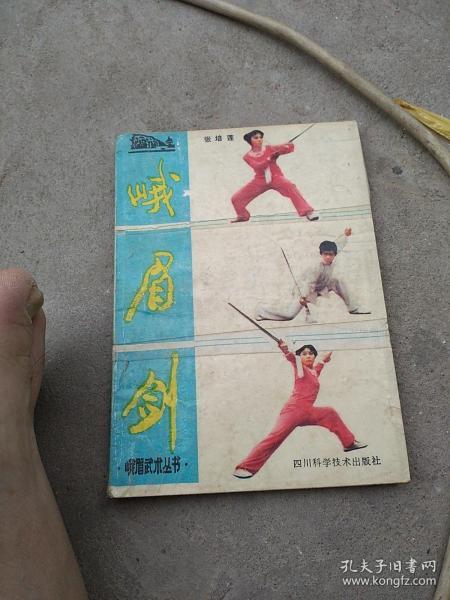 张培莲
峨
眉
剑
·峨眉武术丛书·
四川科学技术出版社
孔夫子旧书网
www.kongfz.com